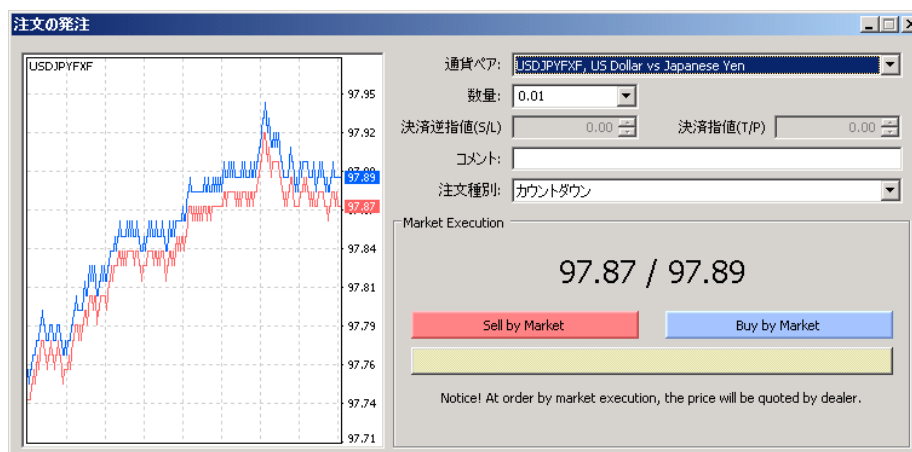 注文の発注
USDJPYFXF
97.95
97.92
97.89
97.87
97.84
97.81
97.79
97.76
97.74
97.71
通貨ペア: USDJPYFXF, US Dollar vs Japanese Yen
数量: 0.01
決済逆指値(S/L) 0.00 決済指値(T/P) 0.00
コメント:
注文種別: カウントダウン
Market Execution
97.87 / 97.89
Sell by Market Buy by Market
Notice! At order by market execution, the price will be quoted by dealer.